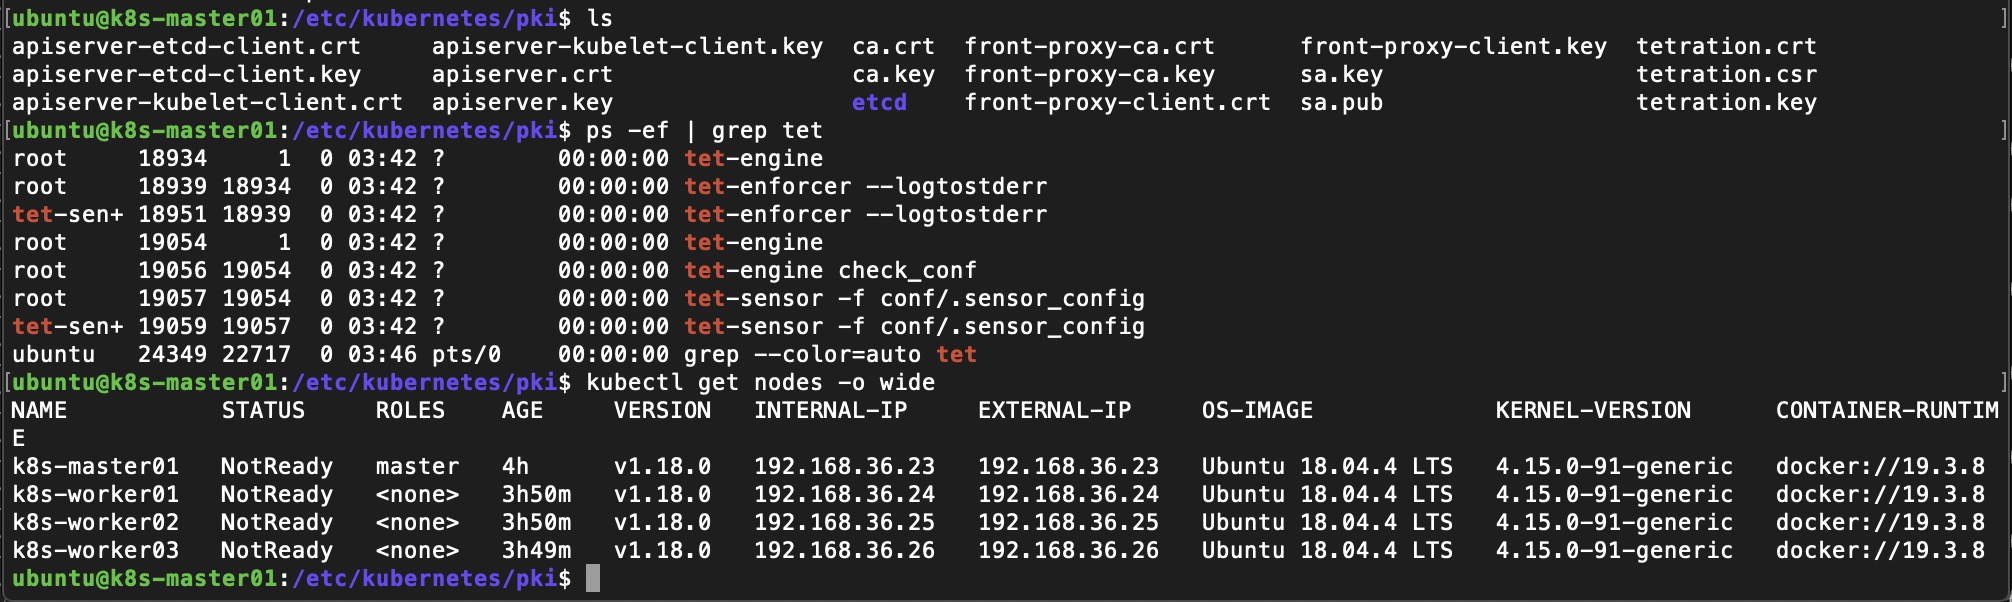 [ubuntu@k8s-master01:/etc/kubernetes/pki$ ls ]
apiserver-etcd-client.crt     apiserver-kubelet-client.key  ca.crt  front-proxy-ca.crt      front-proxy-client.key  tetration.crt
apiserver-etcd-client.key     apiserver.crt                 ca.key  front-proxy-ca.key      sa.key                  tetration.csr
apiserver-kubelet-client.crt  apiserver.key                 etcd    front-proxy-client.crt  sa.pub                  tetration.key
[ubuntu@k8s-master01:/etc/kubernetes/pki$ ps -ef | grep tet ]
root     18934     1  0 03:42 ?        00:00:00 tet-engine
root     18939 18934  0 03:42 ?        00:00:00 tet-enforcer --logtostderr
tet-sen+ 18951 18939  0 03:42 ?        00:00:00 tet-enforcer --logtostderr
root     19054     1  0 03:42 ?        00:00:00 tet-engine
root     19056 19054  0 03:42 ?        00:00:00 tet-engine check_conf
root     19057 19054  0 03:42 ?        00:00:00 tet-sensor -f conf/.sensor_config
tet-sen+ 19059 19057  0 03:42 ?        00:00:00 tet-sensor -f conf/.sensor_config
ubuntu   24349 22717  0 03:46 pts/0    00:00:00 grep --color=auto tet
[ubuntu@k8s-master01:/etc/kubernetes/pki$ kubectl get nodes -o wide ]
NAME           STATUS     ROLES    AGE     VERSION   INTERNAL-IP     EXTERNAL-IP     OS-IMAGE             KERNEL-VERSION      CONTAINER-RUNTIM
E
k8s-master01   NotReady   master   4h      v1.18.0   192.168.36.23   192.168.36.23   Ubuntu 18.04.4 LTS   4.15.0-91-generic   docker://19.3.8
k8s-worker01   NotReady   <none>   3h50m   v1.18.0   192.168.36.24   192.168.36.24   Ubuntu 18.04.4 LTS   4.15.0-91-generic   docker://19.3.8
k8s-worker02   NotReady   <none>   3h50m   v1.18.0   192.168.36.25   192.168.36.25   Ubuntu 18.04.4 LTS   4.15.0-91-generic   docker://19.3.8
k8s-worker03   NotReady   <none>   3h49m   v1.18.0   192.168.36.26   192.168.36.26   Ubuntu 18.04.4 LTS   4.15.0-91-generic   docker://19.3.8
ubuntu@k8s-master01:/etc/kubernetes/pki$